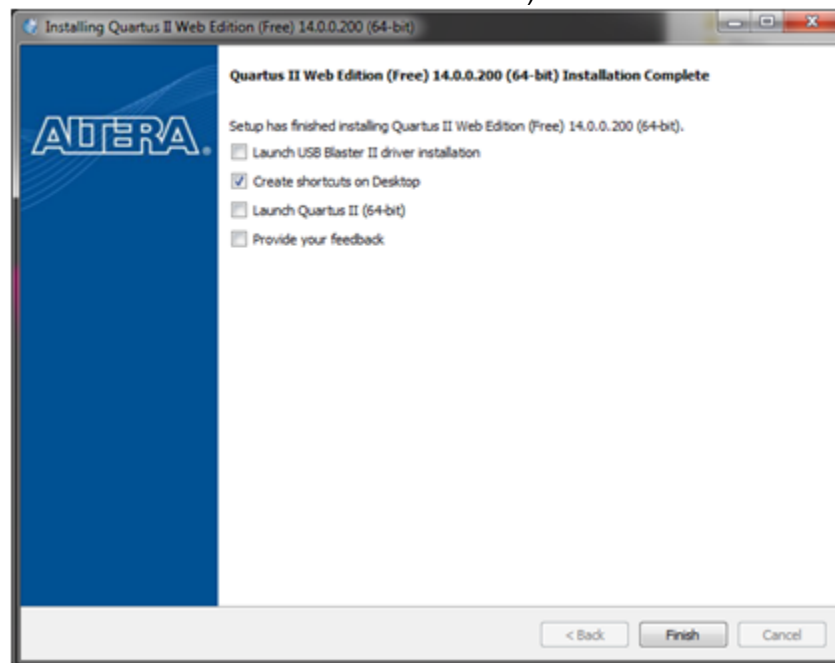 Installing Quartus II Web Edition (Free) 14.0.0.200 (64-bit)
Quartus II Web Edition (Free) 14.0.0.200 (64-bit) Installation Complete
ALTERA.
Setup has finished installing Quartus II Web Edition (Free) 14.0.0.200 (64-bit).
Launch USB Blaster II driver installation
Create shortcuts on Desktop
Launch Quartus II (64-bit)
Provide your feedback
< Back
Finish
Cancel